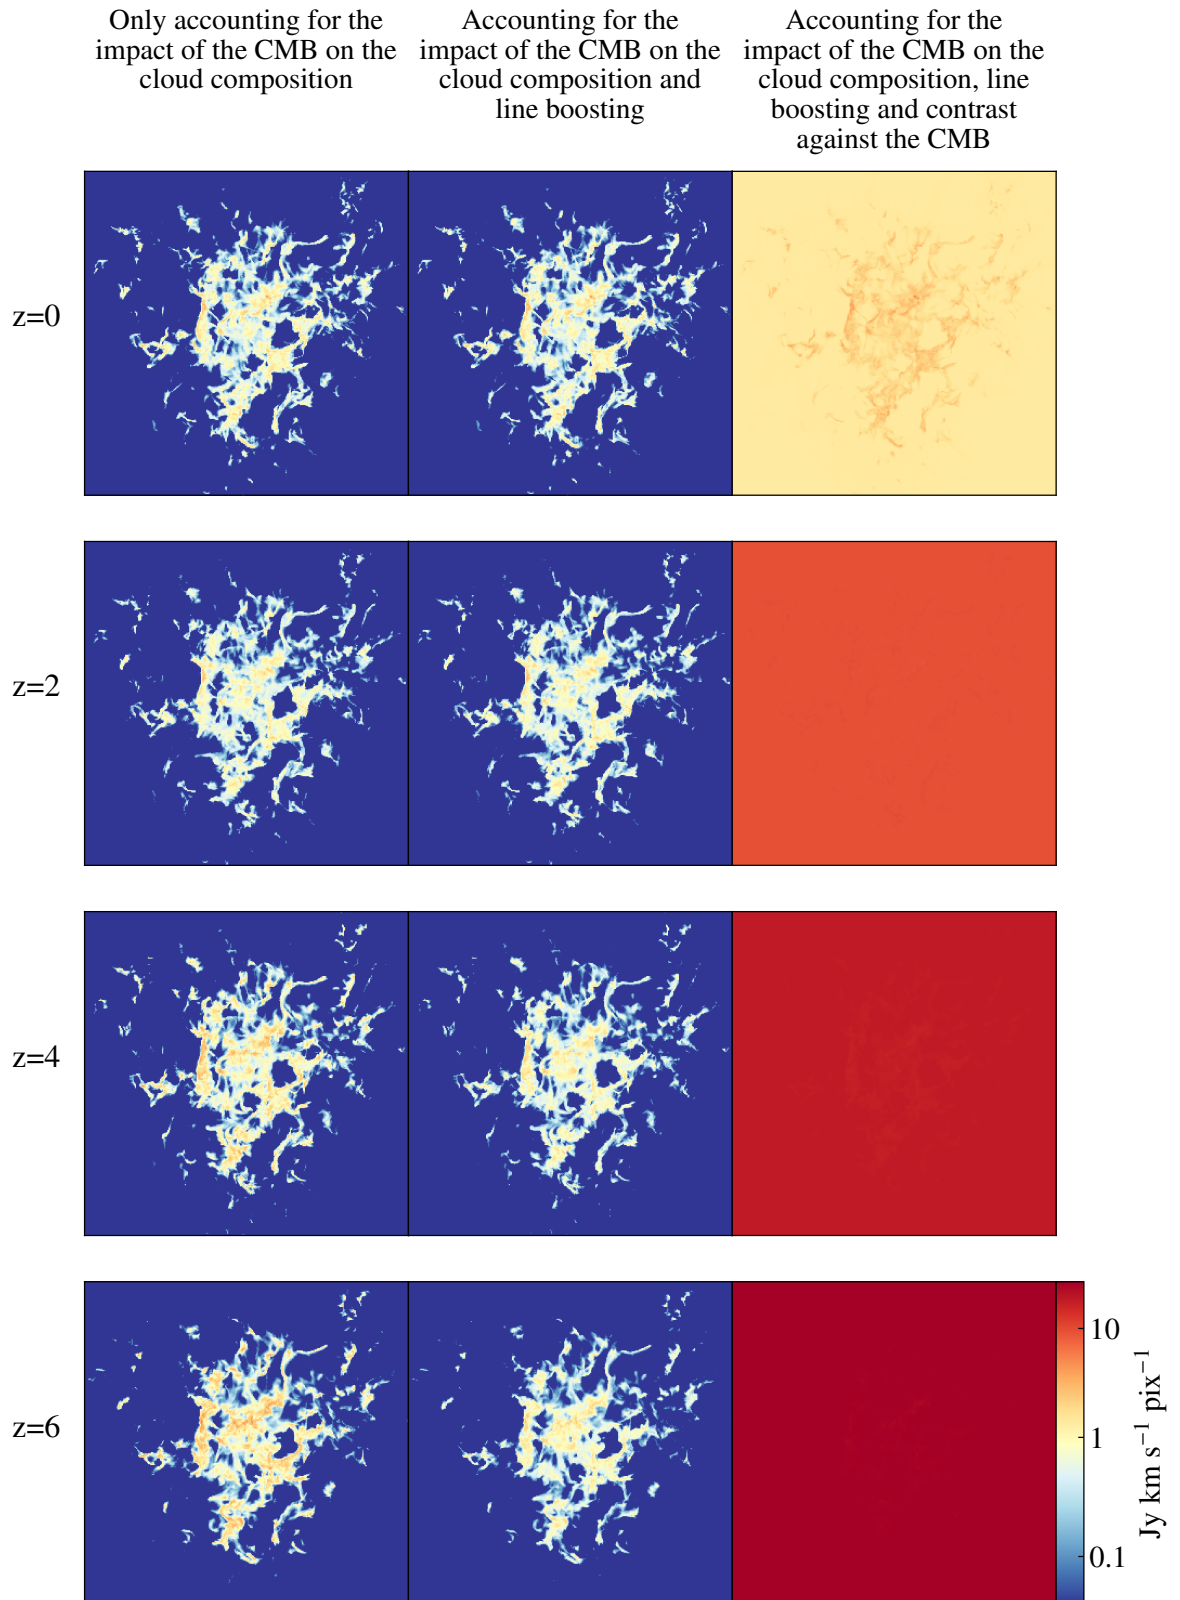 Only accounting for the
impact of the CMB on the
cloud composition
Accounting for the
impact of the CMB on the
cloud composition and
line boosting
Accounting for the
impact of the CMB on the
cloud composition, line
boosting and contrast
against the CMB
z=0
z=2
z=4
z=6
10
1
0.1
Jy km s⁻¹ pix⁻¹